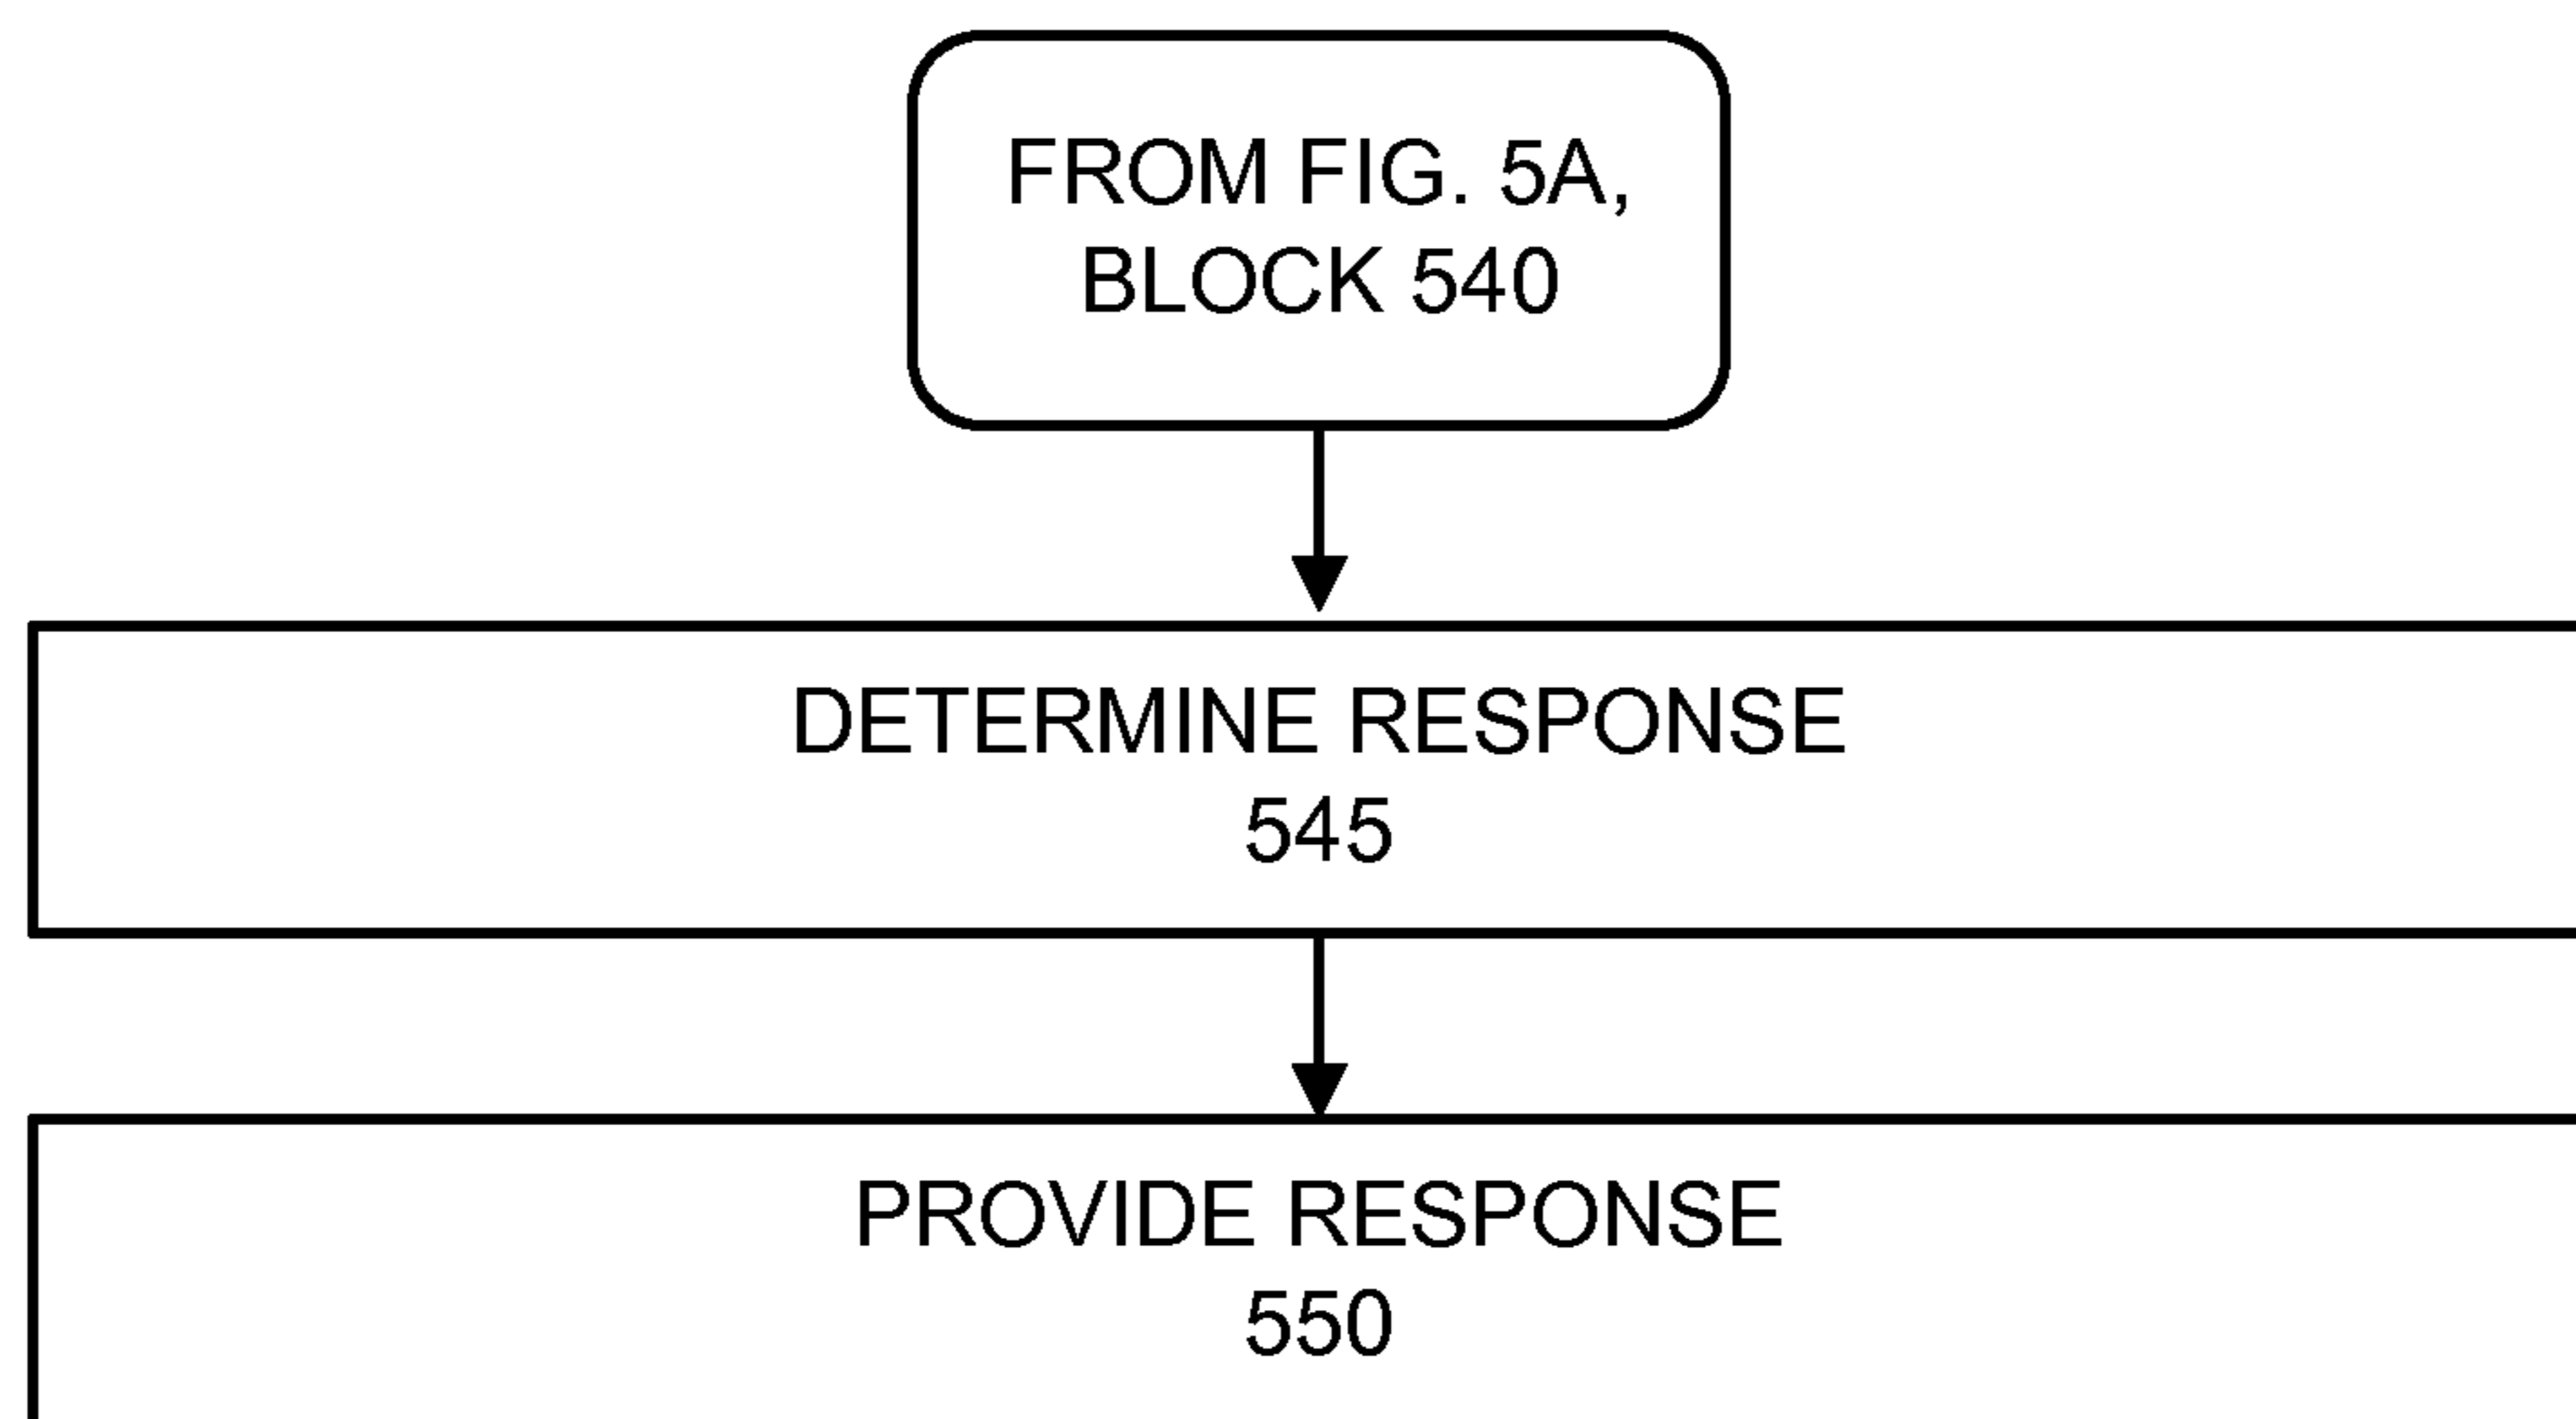 FROM FIG. 5A,
BLOCK 540
DETERMINE RESPONSE
545
PROVIDE RESPONSE
550